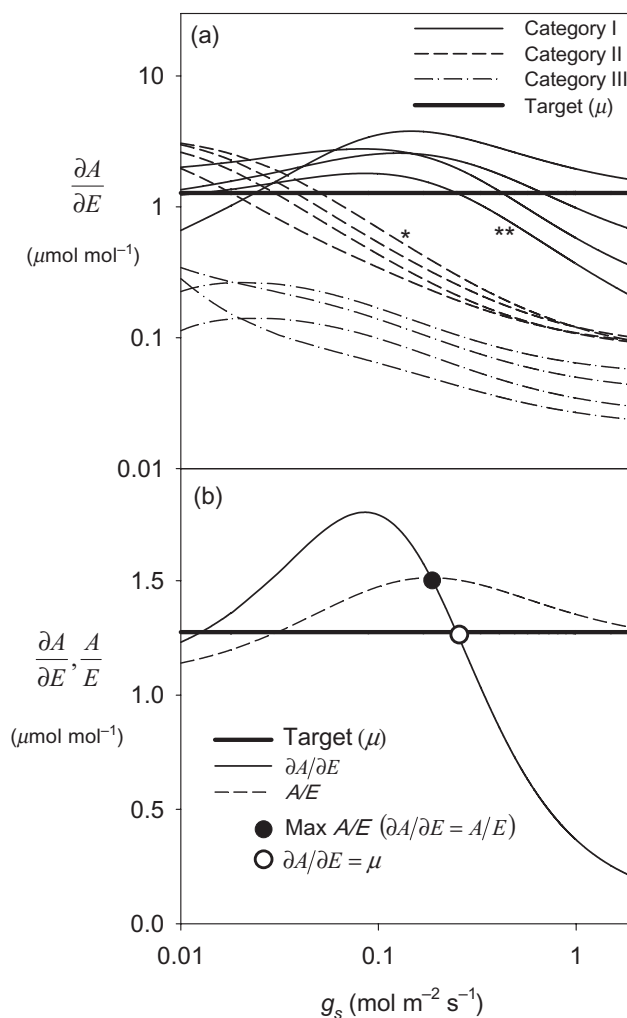 (a)
Category I
Category II
Category III
Target (μ)
10
1
0.1
0.01
∂A/∂E
(μmol mol⁻¹)
*
**
(b)
1.5
1.0
0.5
0.0
∂A/∂E, A/E
(μmol mol⁻¹)
Target (μ)
∂A/∂E
A/E
Max A/E (∂A/∂E = A/E)
∂A/∂E = μ
0.01
0.1
1
gₛ (mol m⁻² s⁻¹)